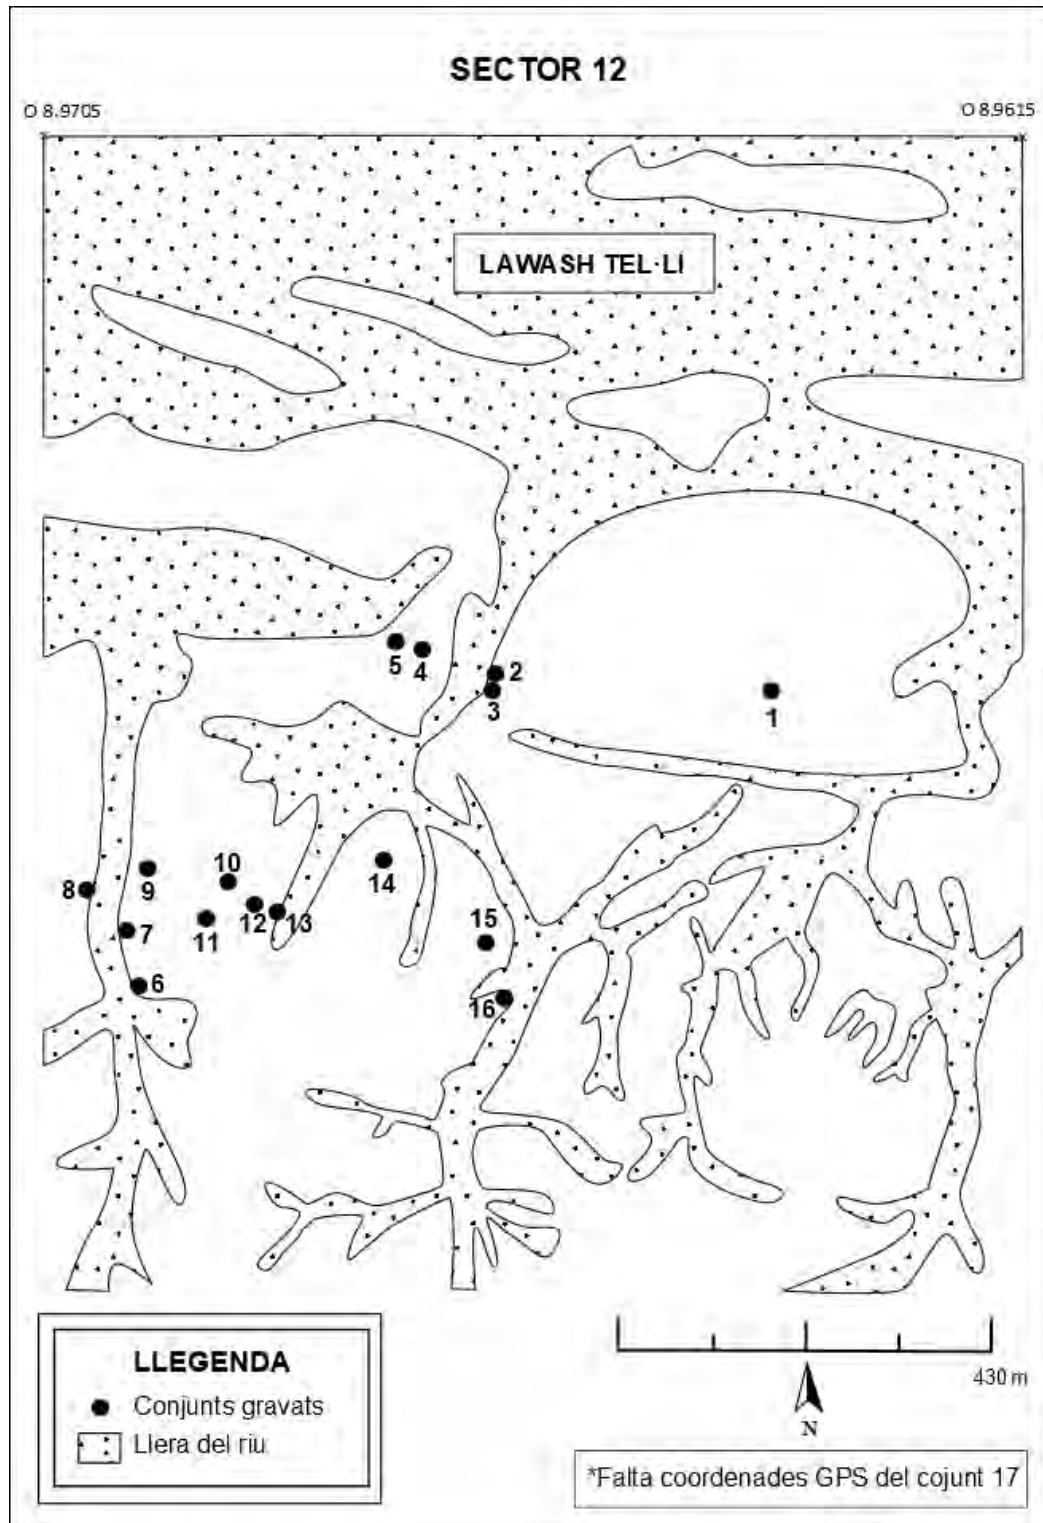 SECTOR 12
O 8.9705
O 8.9615
LAWASH TEL·LI
5
4
2
3
1
8
9
10
14
7
11
12
13
15
6
16
LLEGENDA
Conjunts gravats
Llera del riu
430 m
N
*Falta coordenades GPS del cojunt 17